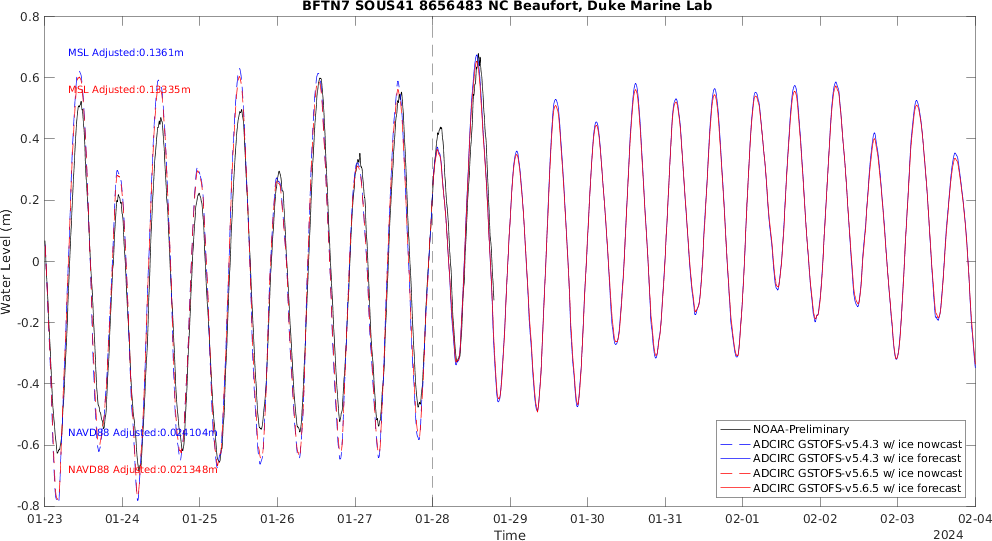 BFTN7 SOUS41 8656483 NC Beaufort, Duke Marine Lab
0.8
0.6
0.4
0.2
0
-0.2
-0.4
-0.6
-0.8
Water Level (m)
MSL Adjusted:0.1361m
MSL Adjusted:0.13335m
NAVD88 Adjusted:0.024104m
NAVD88 Adjusted:0.021348m
NOAA-Preliminary
ADCIRC GSTOFS-v5.4.3 w/ ice nowcast
ADCIRC GSTOFS-v5.4.3 w/ ice forecast
ADCIRC GSTOFS-v5.6.5 w/ ice nowcast
ADCIRC GSTOFS-v5.6.5 w/ ice forecast
01-23 01-24 01-25 01-26 01-27 01-28 01-29 01-30 01-31 02-01 02-02 02-03 02-04
Time
2024